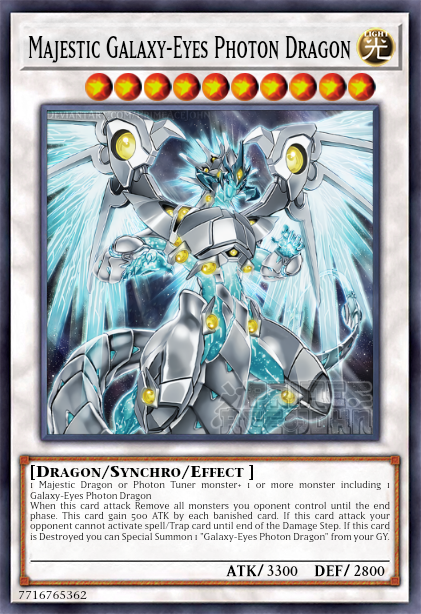 Majestic Galaxy-Eyes Photon Dragon
LIGHT
光
[Dragon/Synchro/Effect ]
1 Majestic Dragon or Photon Tuner monster+ 1 or more monster including 1
Galaxy-Eyes Photon Dragon
When this card attack Remove all monsters you oponent control until the end
phase. This card gain 500 ATK by each banished card. If this card attack your
opponent cannot activate spell/Trap card until end of the Damage Step. If this card
is Destroyed you can Special Summon 1 "Galaxy-Eyes Photon Dragon" from your GY.
ATK/ 3300 DEF/ 2800
7716765362